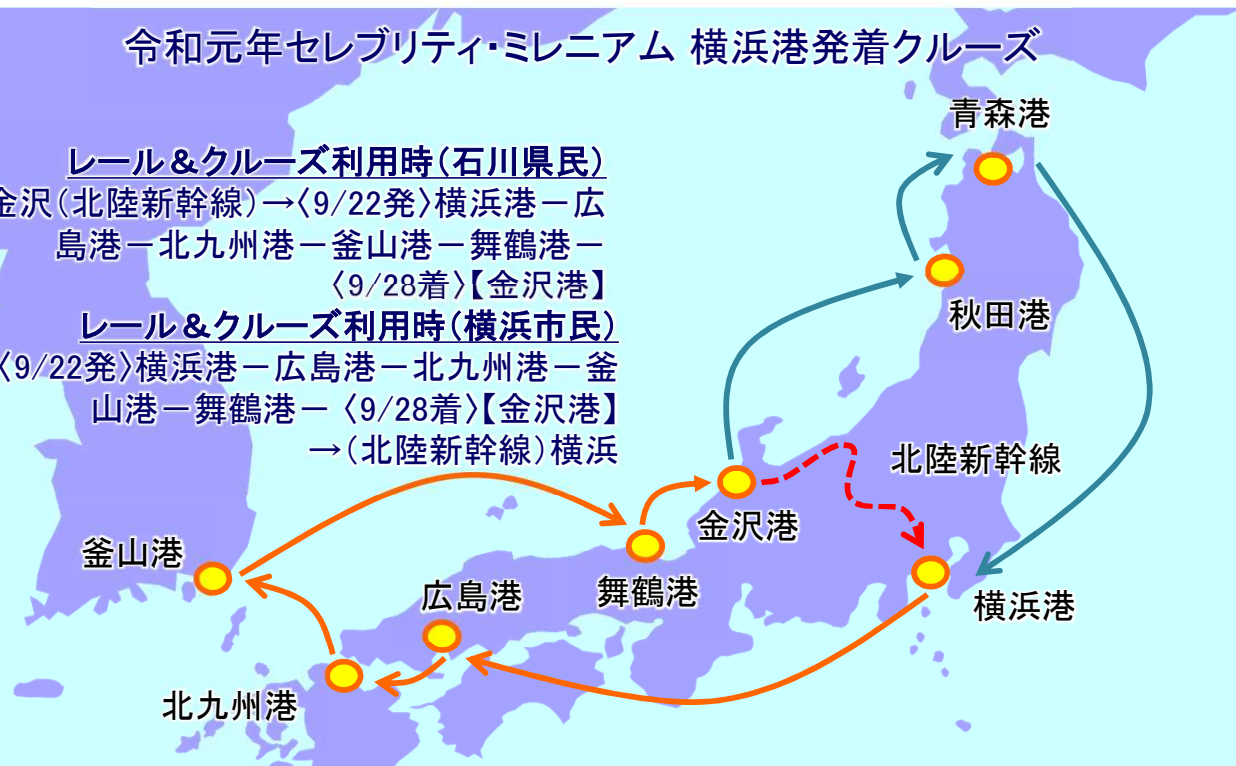 令和元年セレブリティ・ミレニアム 横浜港発着クルーズ
レール＆クルーズ利用時（石川県民）
金沢（北陸新幹線）→〈9/22発〉横浜港－広
島港－北九州港－釜山港－舞鶴港－
〈9/28着〉【金沢港】
レール＆クルーズ利用時（横浜市民）
〈9/22発〉横浜港－広島港－北九州港－釜
山港－舞鶴港－ 〈9/28着〉【金沢港】
→（北陸新幹線）横浜
青森港
秋田港
北陸新幹線
金沢港
釜山港
舞鶴港
広島港
横浜港
北九州港